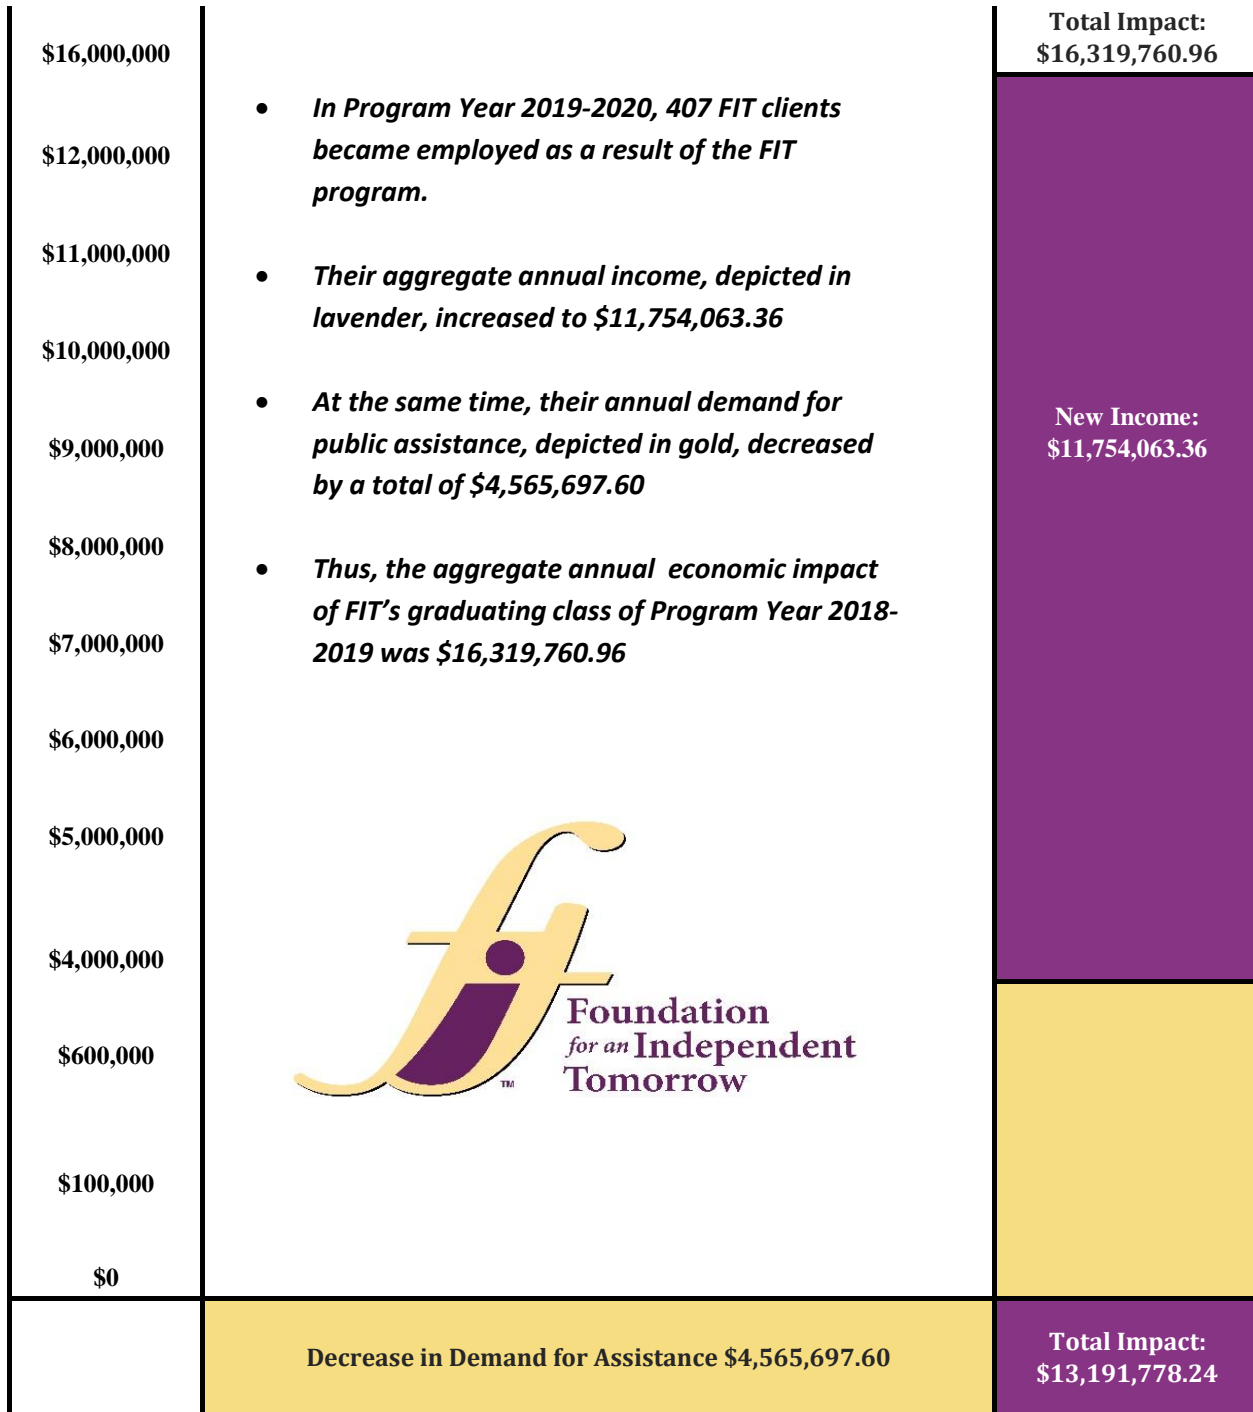 $16,000,000
$12,000,000
$11,000,000
$10,000,000
$9,000,000
$8,000,000
$7,000,000
$6,000,000
$5,000,000
$4,000,000
$600,000
$100,000
$0
• In Program Year 2019-2020, 407 FIT clients
became employed as a result of the FIT
program.
• Their aggregate annual income, depicted in
lavender, increased to $11,754,063.36
• At the same time, their annual demand for
public assistance, depicted in gold, decreased
by a total of $4,565,697.60
• Thus, the aggregate annual economic impact
of FIT’s graduating class of Program Year 2018-
2019 was $16,319,760.96
fit
TM
Foundation
for an Independent
Tomorrow
Total Impact:
$16,319,760.96
New Income:
$11,754,063.36
Decrease in Demand for Assistance $4,565,697.60
Total Impact:
$13,191,778.24